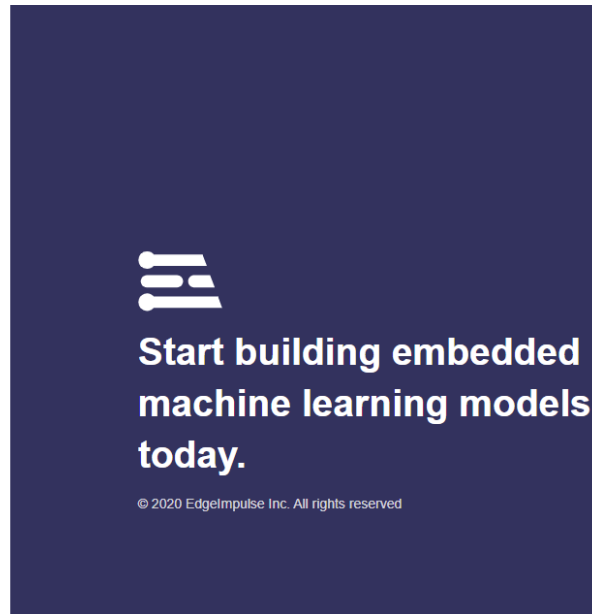 Start building embedded
machine learning models
today.
© 2020 EdgeImpulse Inc. All rights reserved